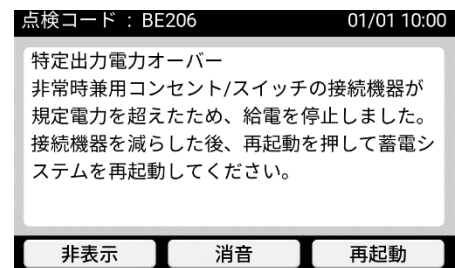 点検コード : BE206 01/01 10:00
特定出力電力オーバー
非常時兼用コンセント/スイッチの接続機器が
規定電力を超えたため、給電を停止しました。
接続機器を減らした後、再起動を押して蓄電シ
ステムを再起動してください。
非表示 消音 再起動